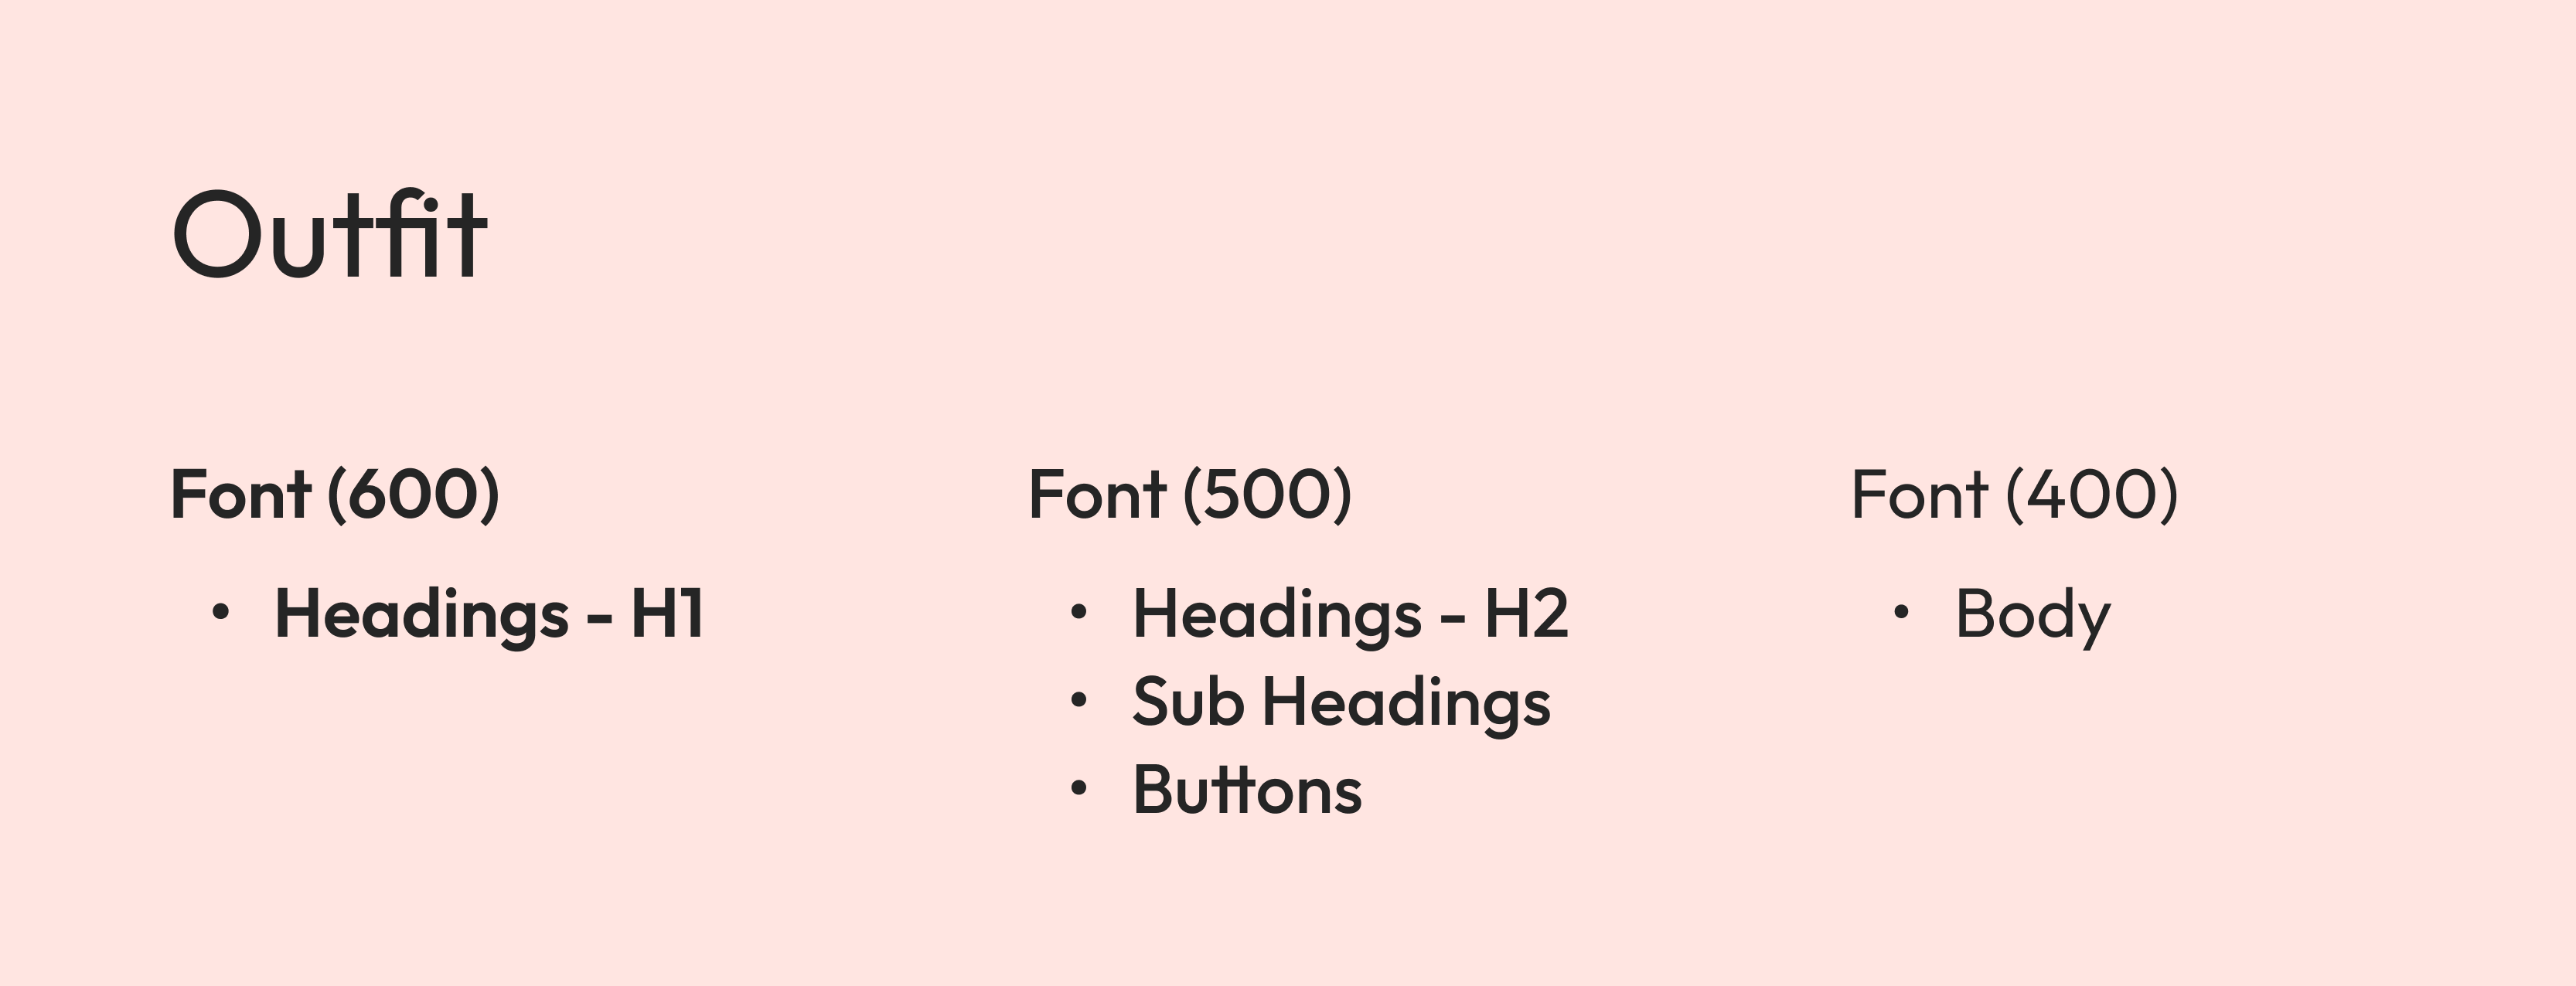 Outfit
Font (600)
• Headings - H1
Font (500)
• Headings - H2
• Sub Headings
• Buttons
Font (400)
• Body